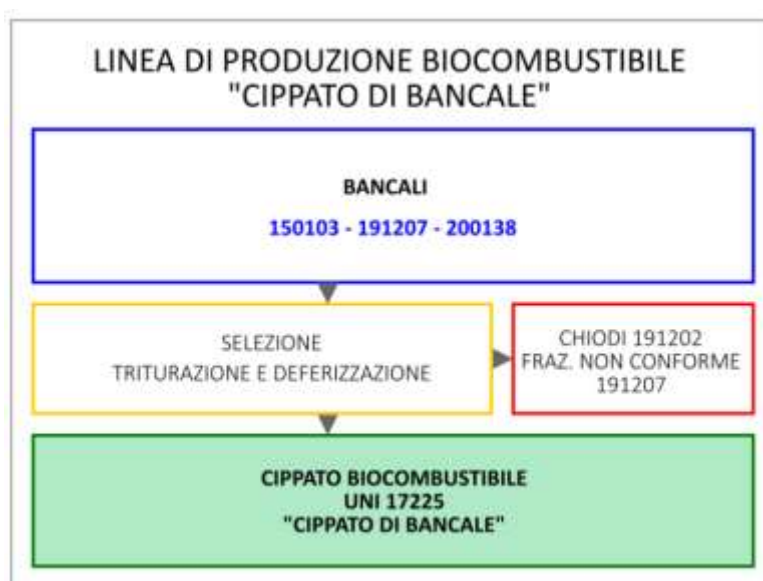 LINEA DI PRODUZIONE BIOCOMBUSTIBILE
"CIPPATO DI BANCALE"
BANCALI
150103 - 191207 - 200138
SELEZIONE
TRITURAZIONE E DEFERIZZAZIONE
CHIODI 191202
FRAZ. NON CONFORME
191207
CIPPATO BIOCOMBUSTIBILE
UNI 17225
"CIPPATO DI BANCALE"